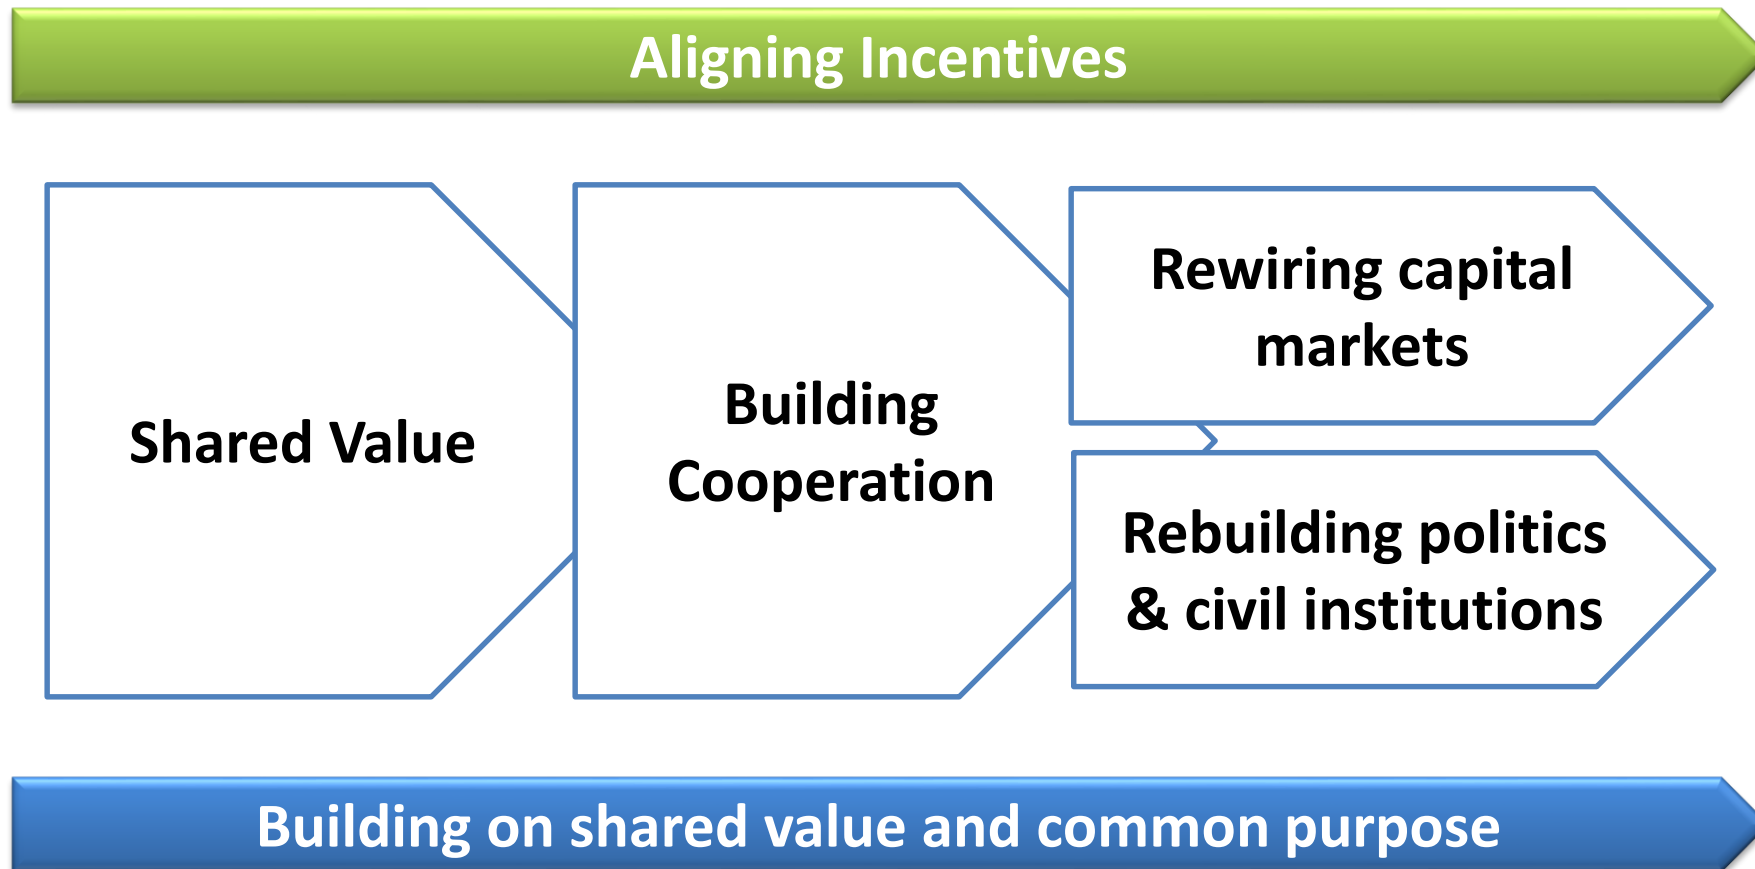 Aligning Incentives
Shared Value
Building
Cooperation
Rewiring capital
markets
Rebuilding politics
& civil institutions
Building on shared value and common purpose